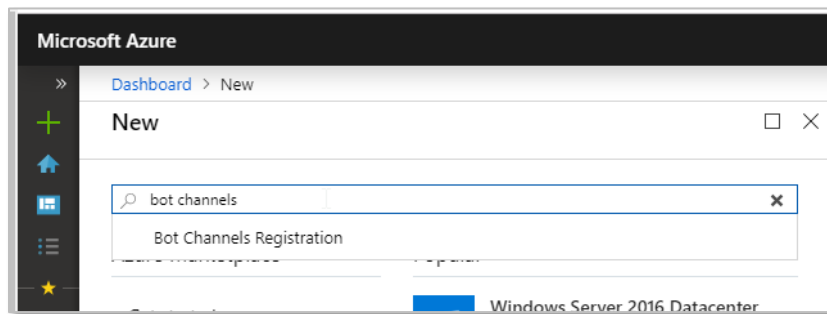 Microsoft Azure
Dashboard > New
New
bot channels
Bot Channels Registration
Windows Server 2016 Datacenter